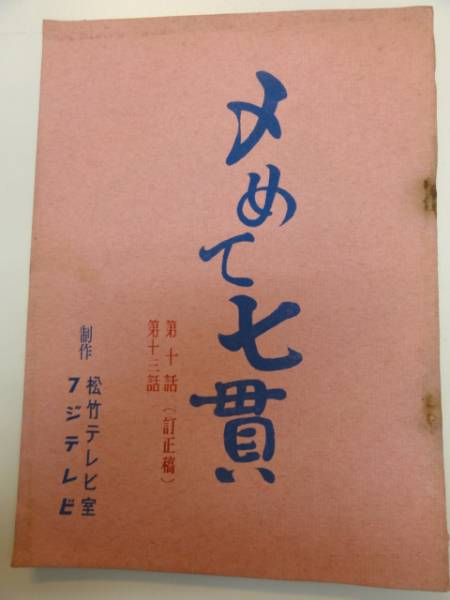 〆めて七貫
第十話（訂正稿）
第十三話
制作
松竹テレビ室
フジテレビ